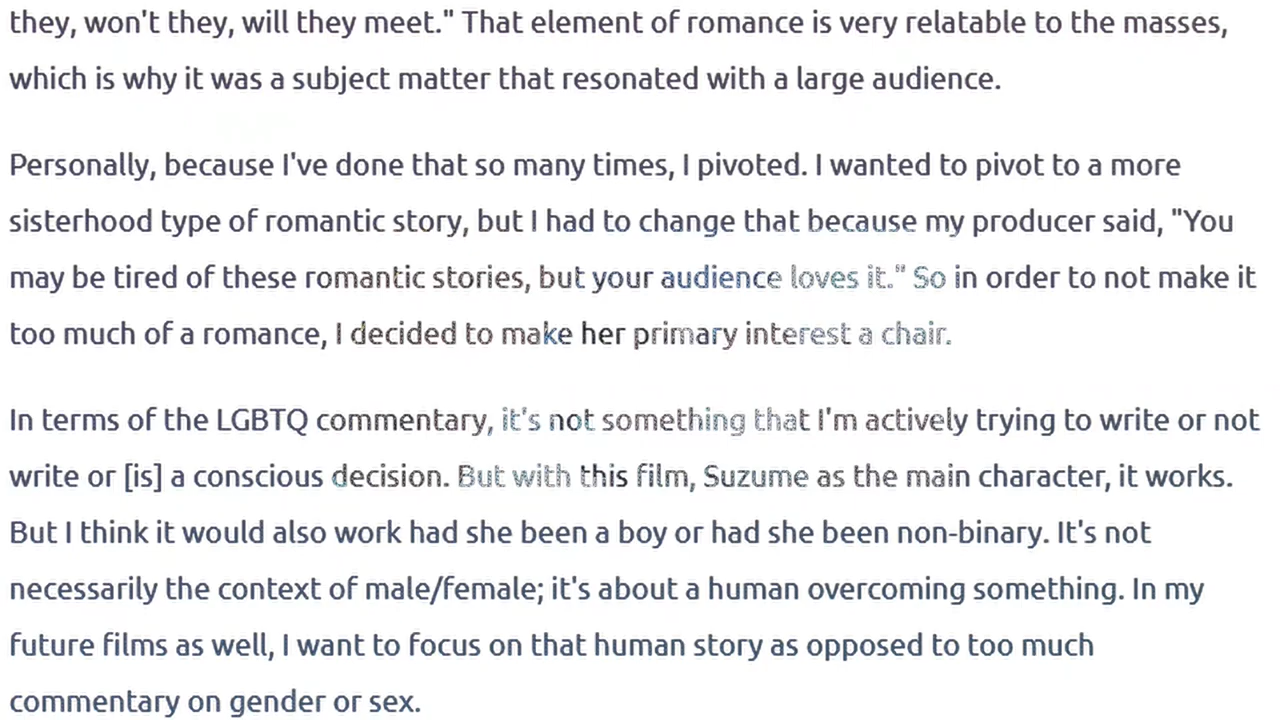 they, won't they, will they meet." That element of romance is very relatable to the masses,
which is why it was a subject matter that resonated with a large audience.
Personally, because I've done that so many times, I pivoted. I wanted to pivot to a more
sisterhood type of romantic story, but I had to change that because my producer said, "You
may be tired of these romantic stories, but your audience loves it." So in order to not make it
too much of a romance, I decided to make her primary interest a chair.
In terms of the LGBTQ commentary, it's not something that I'm actively trying to write or not
write or [is] a conscious decision. But with this film, Suzume as the main character, it works.
But I think it would also work had she been a boy or had she been non-binary. It's not
necessarily the context of male/female; it's about a human overcoming something. In my
future films as well, I want to focus on that human story as opposed to too much
commentary on gender or sex.